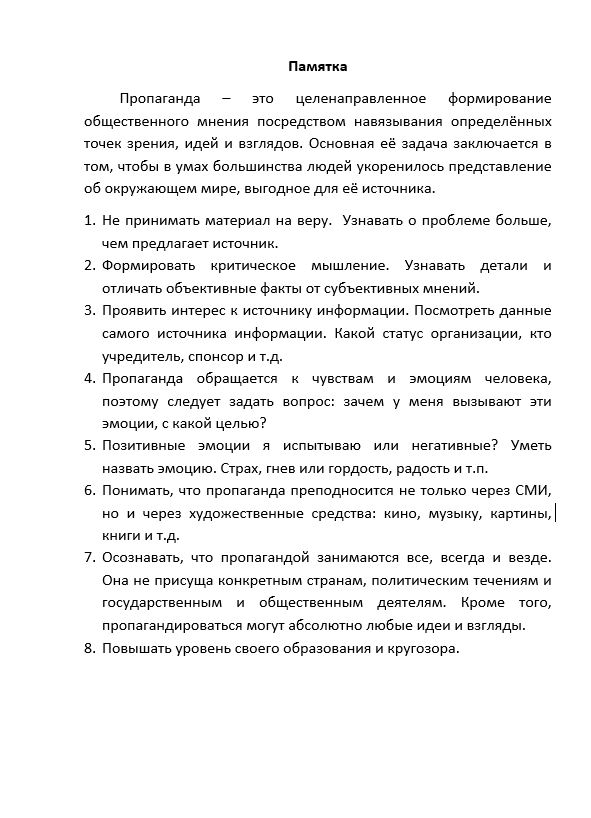 Памятка
Пропаганда – это целенаправленное формирование
общественного мнения посредством навязывания определённых
точек зрения, идей и взглядов. Основная её задача заключается в
том, чтобы в умах большинства людей укоренилось представление
об окружающем мире, выгодное для её источника.
1. Не принимать материал на веру.  Узнавать о проблеме больше,
чем предлагает источник.
2. Формировать критическое мышление. Узнавать детали и
отличать объективные факты от субъективных мнений.
3. Проявить интерес к источнику информации. Посмотреть данные
самого источника информации. Какой статус организации, кто
учредитель, спонсор и т.д.
4. Пропаганда обращается к чувствам и эмоциям человека,
поэтому следует задать вопрос: зачем у меня вызывают эти
эмоции, с какой целью?
5. Позитивные эмоции я испытываю или негативные? Уметь
назвать эмоцию. Страх, гнев или гордость, радость и т.п.
6. Понимать, что пропаганда преподносится не только через СМИ,
но и через художественные средства: кино, музыку, картины,
книги и т.д.
7. Осознавать, что пропагандой занимаются все, всегда и везде.
Она не присуща конкретным странам, политическим течениям и
государственным и общественным деятелям. Кроме того,
пропагандироваться могут абсолютно любые идеи и взгляды.
8. Повышать уровень своего образования и кругозора.